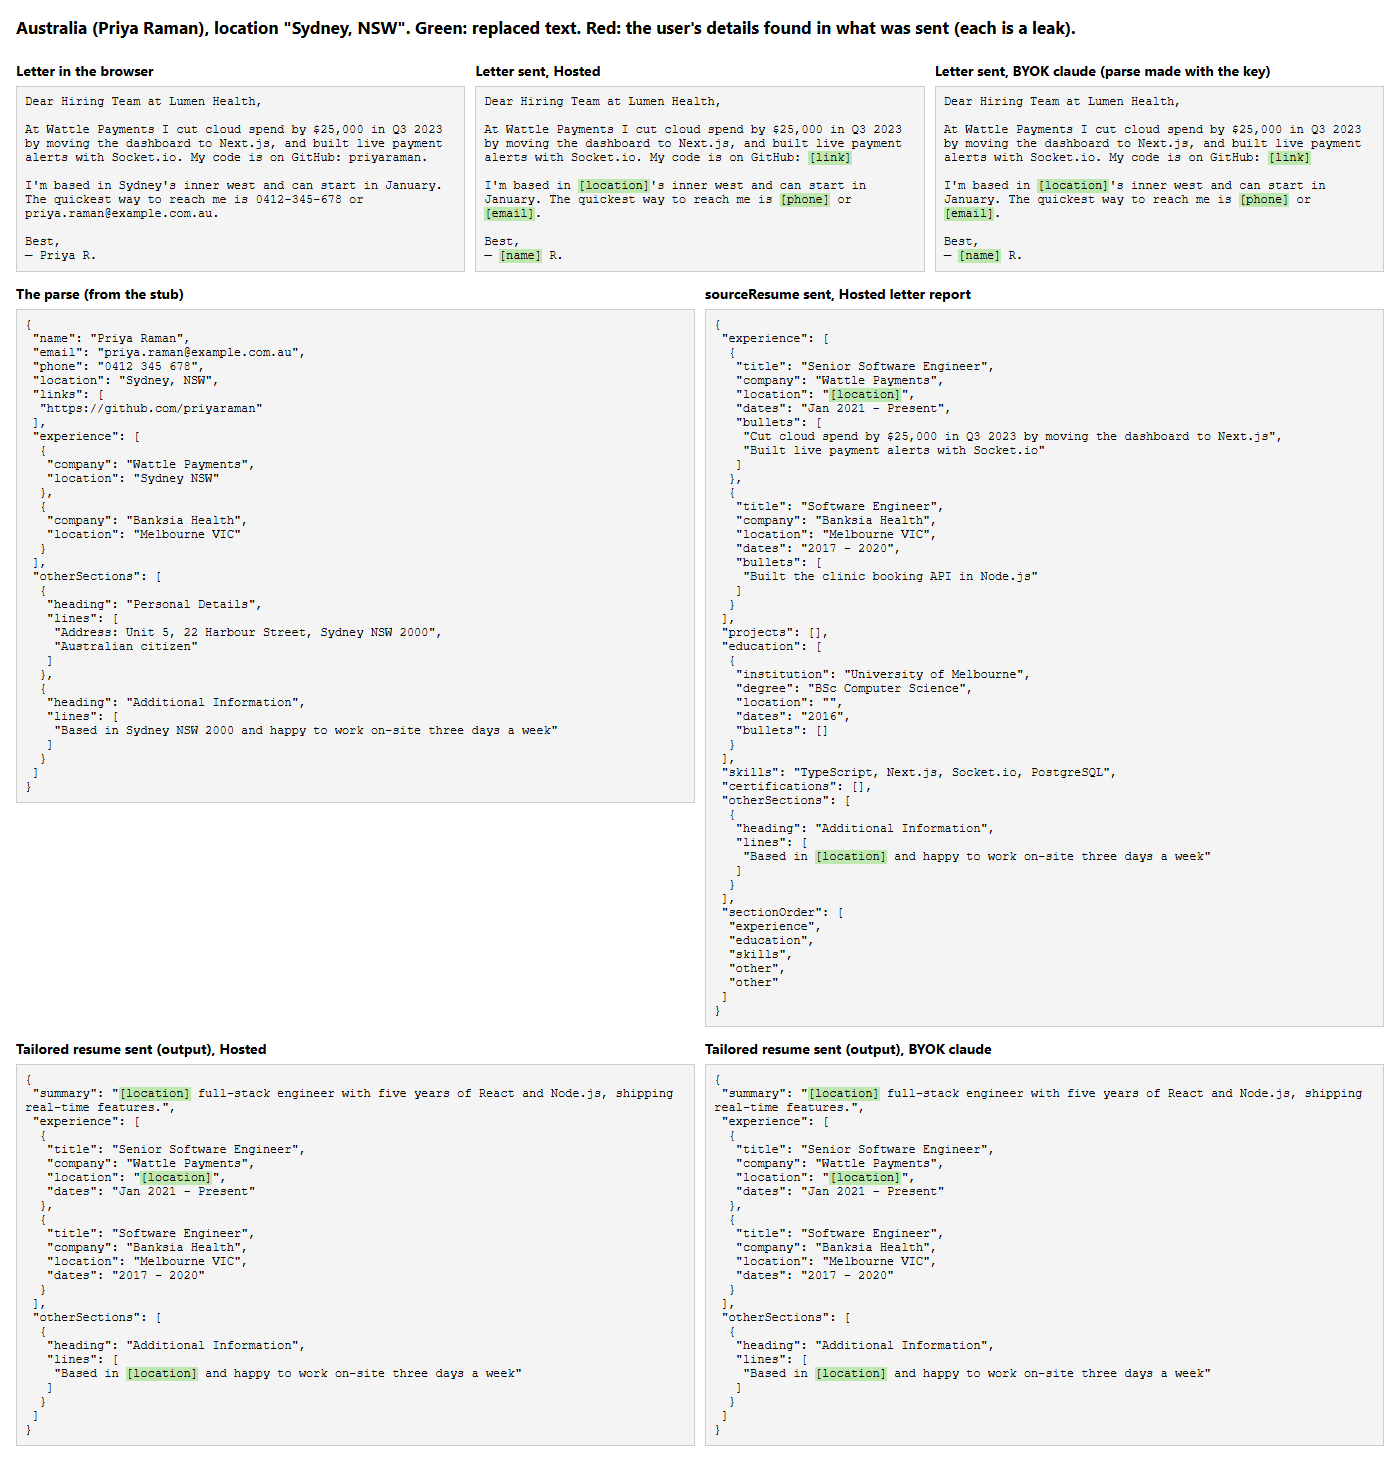 Australia (Priya Raman), location "Sydney, NSW". Green: replaced text. Red: the user's details found in what was sent (each is a leak).
Letter in the browser
Dear Hiring Team at Lumen Health,
At Wattle Payments I cut cloud spend by $25,000 in Q3 2023
by moving the dashboard to Next.js, and built live payment
alerts with Socket.io. My code is on GitHub: priyaraman.
I'm based in Sydney's inner west and can start in January.
The quickest way to reach me is 0412-345-678 or
priya.raman@example.com.au.
Best,
— Priya R.
Letter sent, Hosted
Dear Hiring Team at Lumen Health,
At Wattle Payments I cut cloud spend by $25,000 in Q3 2023
by moving the dashboard to Next.js, and built live payment
alerts with Socket.io. My code is on GitHub: [link]
I'm based in [location]'s inner west and can start in
January. The quickest way to reach me is [phone] or
[email].
Best,
— [name] R.
Letter sent, BYOK claude (parse made with the key)
Dear Hiring Team at Lumen Health,
At Wattle Payments I cut cloud spend by $25,000 in Q3 2023
by moving the dashboard to Next.js, and built live payment
alerts with Socket.io. My code is on GitHub: [link]
I'm based in [location]'s inner west and can start in
January. The quickest way to reach me is [phone] or
[email].
Best,
— [name] R.
The parse (from the stub)
{
"name": "Priya Raman",
"email": "priya.raman@example.com.au",
"phone": "0412 345 678",
"location": "Sydney, NSW",
"links": [
"https://github.com/priyaraman"
],
"experience": [
{
"company": "Wattle Payments",
"location": "Sydney NSW"
},
{
"company": "Banksia Health",
"location": "Melbourne VIC"
}
],
"otherSections": [
{
"heading": "Personal Details",
"lines": [
"Address: Unit 5, 22 Harbour Street, Sydney NSW 2000",
"Australian citizen"
]
},
{
"heading": "Additional Information",
"lines": [
"Based in Sydney NSW 2000 and happy to work on-site three days a week"
]
}
]
}
sourceResume sent, Hosted letter report
{
"experience": [
{
"title": "Senior Software Engineer",
"company": "Wattle Payments",
"location": "[location]",
"dates": "Jan 2021 - Present",
"bullets": [
"Cut cloud spend by $25,000 in Q3 2023 by moving the dashboard to Next.js",
"Built live payment alerts with Socket.io"
]
},
{
"title": "Software Engineer",
"company": "Banksia Health",
"location": "Melbourne VIC",
"dates": "2017 - 2020",
"bullets": [
"Built the clinic booking API in Node.js"
]
}
],
"projects": [],
"education": [
{
"institution": "University of Melbourne",
"degree": "BSc Computer Science",
"location": "",
"dates": "2016",
"bullets": []
}
],
"skills": "TypeScript, Next.js, Socket.io, PostgreSQL",
"certifications": [],
"otherSections": [
{
"heading": "Additional Information",
"lines": [
"Based in [location] and happy to work on-site three days a week"
]
}
],
"sectionOrder": [
"experience",
"education",
"skills",
"other",
"other"
]
}
Tailored resume sent (output), Hosted
{
"summary": "[location] full-stack engineer with five years of React and Node.js, shipping
real-time features.",
"experience": [
{
"title": "Senior Software Engineer",
"company": "Wattle Payments",
"location": "[location]",
"dates": "Jan 2021 - Present"
},
{
"title": "Software Engineer",
"company": "Banksia Health",
"location": "Melbourne VIC",
"dates": "2017 - 2020"
}
],
"otherSections": [
{
"heading": "Additional Information",
"lines": [
"Based in [location] and happy to work on-site three days a week"
]
}
]
}
Tailored resume sent (output), BYOK claude
{
"summary": "[location] full-stack engineer with five years of React and Node.js, shipping
real-time features.",
"experience": [
{
"title": "Senior Software Engineer",
"company": "Wattle Payments",
"location": "[location]",
"dates": "Jan 2021 - Present"
},
{
"title": "Software Engineer",
"company": "Banksia Health",
"location": "Melbourne VIC",
"dates": "2017 - 2020"
}
],
"otherSections": [
{
"heading": "Additional Information",
"lines": [
"Based in [location] and happy to work on-site three days a week"
]
}
]
}